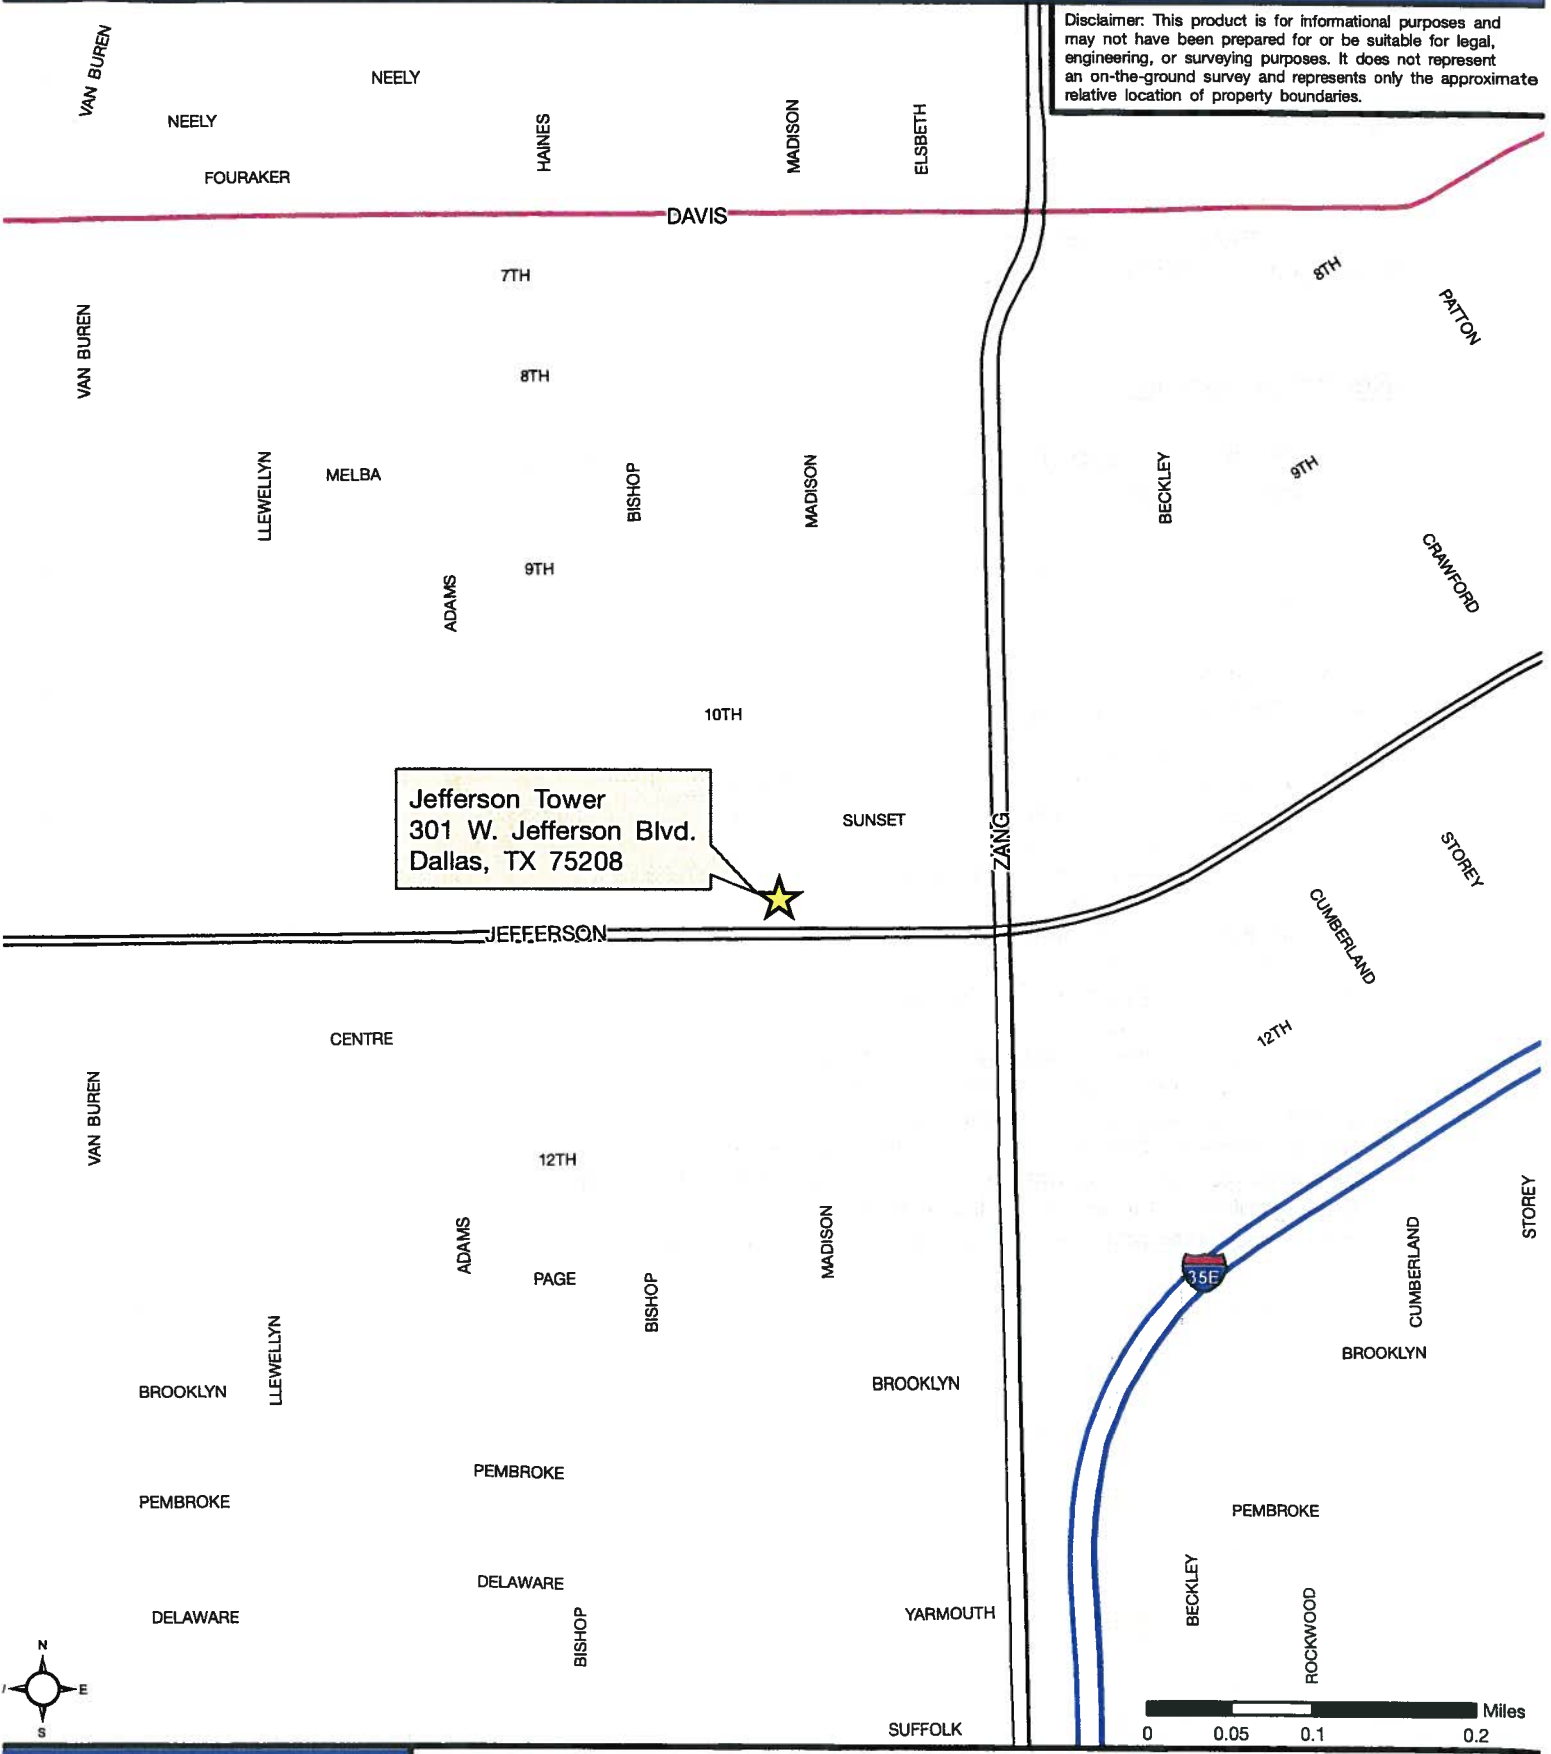 Disclaimer: This product is for informational purposes and
may not have been prepared for or be suitable for legal,
engineering, or surveying purposes. It does not represent
an on-the-ground survey and represents only the approximate
relative location of property boundaries.
VAN BUREN
NEELY
NEELY
FOURAKER
HAINES
MADISON
ELSBETH
DAVIS
7TH
8TH
PATTON
VAN BUREN
8TH
LLEWELLYN
MELBA
BISHOP
MADISON
BECKLEY
9TH
9TH
ADAMS
CRAWFORD
10TH
Jefferson Tower
301 W. Jefferson Blvd.
Dallas, TX 75208
SUNSET
ZANG
STOREY
CUMBERLAND
JEFFERSON
CENTRE
12TH
VAN BUREN
12TH
ADAMS
PAGE
BISHOP
MADISON
35E
CUMBERLAND
STOREY
LLEWELLYN
BROOKLYN
BROOKLYN
BROOKLYN
PEMBROKE
PEMBROKE
PEMBROKE
DELAWARE
DELAWARE
BISHOP
YARMOUTH
BECKLEY
ROCKWOOD
N
E
S
SUFFOLK
Miles
0 0.05 0.1 0.2